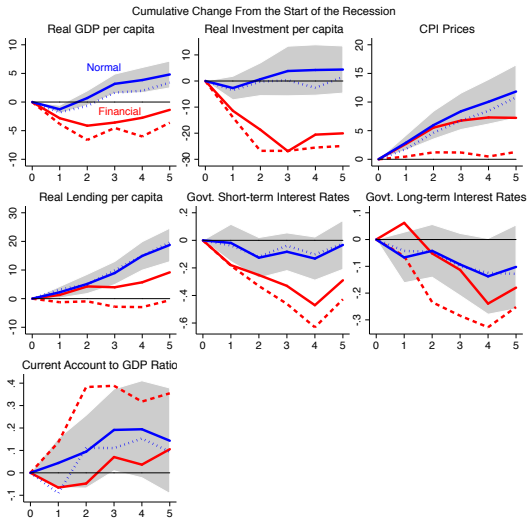 Cumulative Change From the Start of the Recession
Real GDP per capita
Real Investment per capita
CPI Prices
10
5
0
-5
-10
Normal
Financial
0 1 2 3 4 5
10
0
-10
-20
-30
0 1 2 3 4 5
20
15
10
5
0
0 1 2 3 4 5
Real Lending per capita
Govt. Short-term Interest Rates
Govt. Long-term Interest Rates
30
20
10
0
-10
0 1 2 3 4 5
.2
0
-.2
-.4
-.6
0 1 2 3 4 5
.1
0
-.1
-.2
-.3
0 1 2 3 4 5
Current Account to GDP Ratio
.4
.3
.2
.1
0
-.1
0 1 2 3 4 5